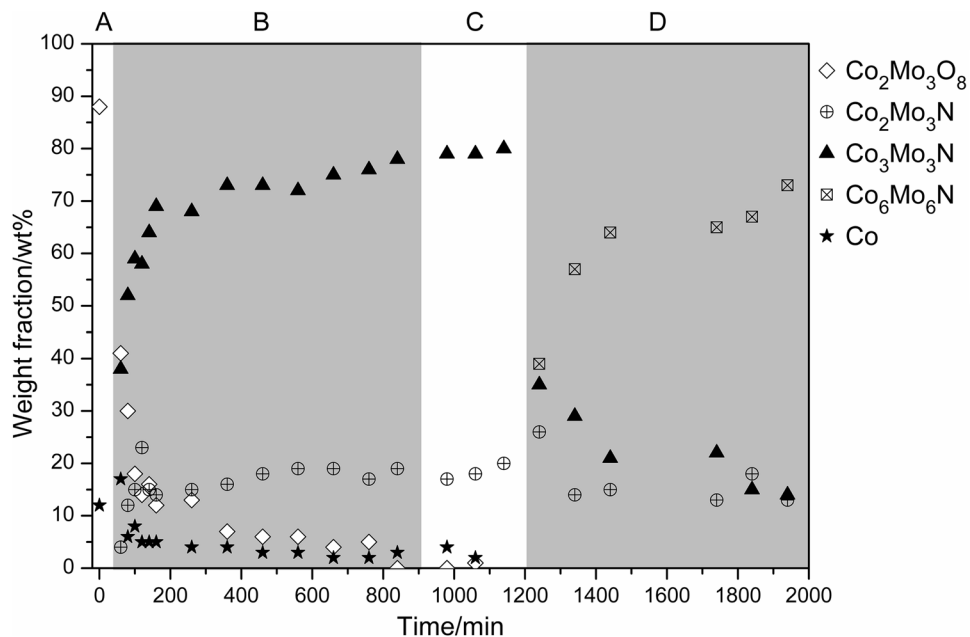 A B C D
100
90
80
70
60
50
40
30
20
10
0
Weight fraction/wt%
0 200 400 600 800 1000 1200 1400 1600 1800 2000
Time/min
Co₂Mo₃O₈
Co₂Mo₃N
Co₃Mo₃N
Co₆Mo₆N
Co